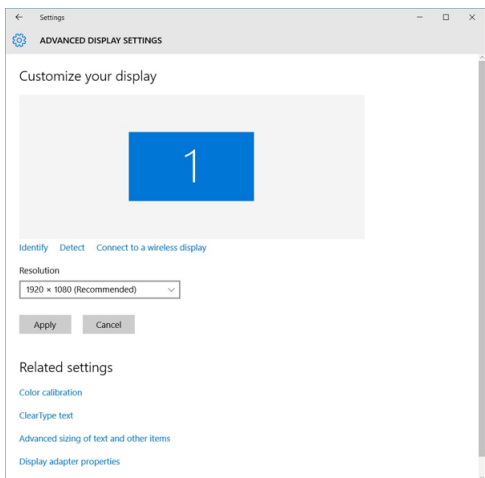 Settings
ADVANCED DISPLAY SETTINGS
Customize your display
1
Identify Detect Connect to a wireless display
Resolution
1920 × 1080 (Recommended)
Apply Cancel
Related settings
Color calibration
ClearType text
Advanced sizing of text and other items
Display adapter properties